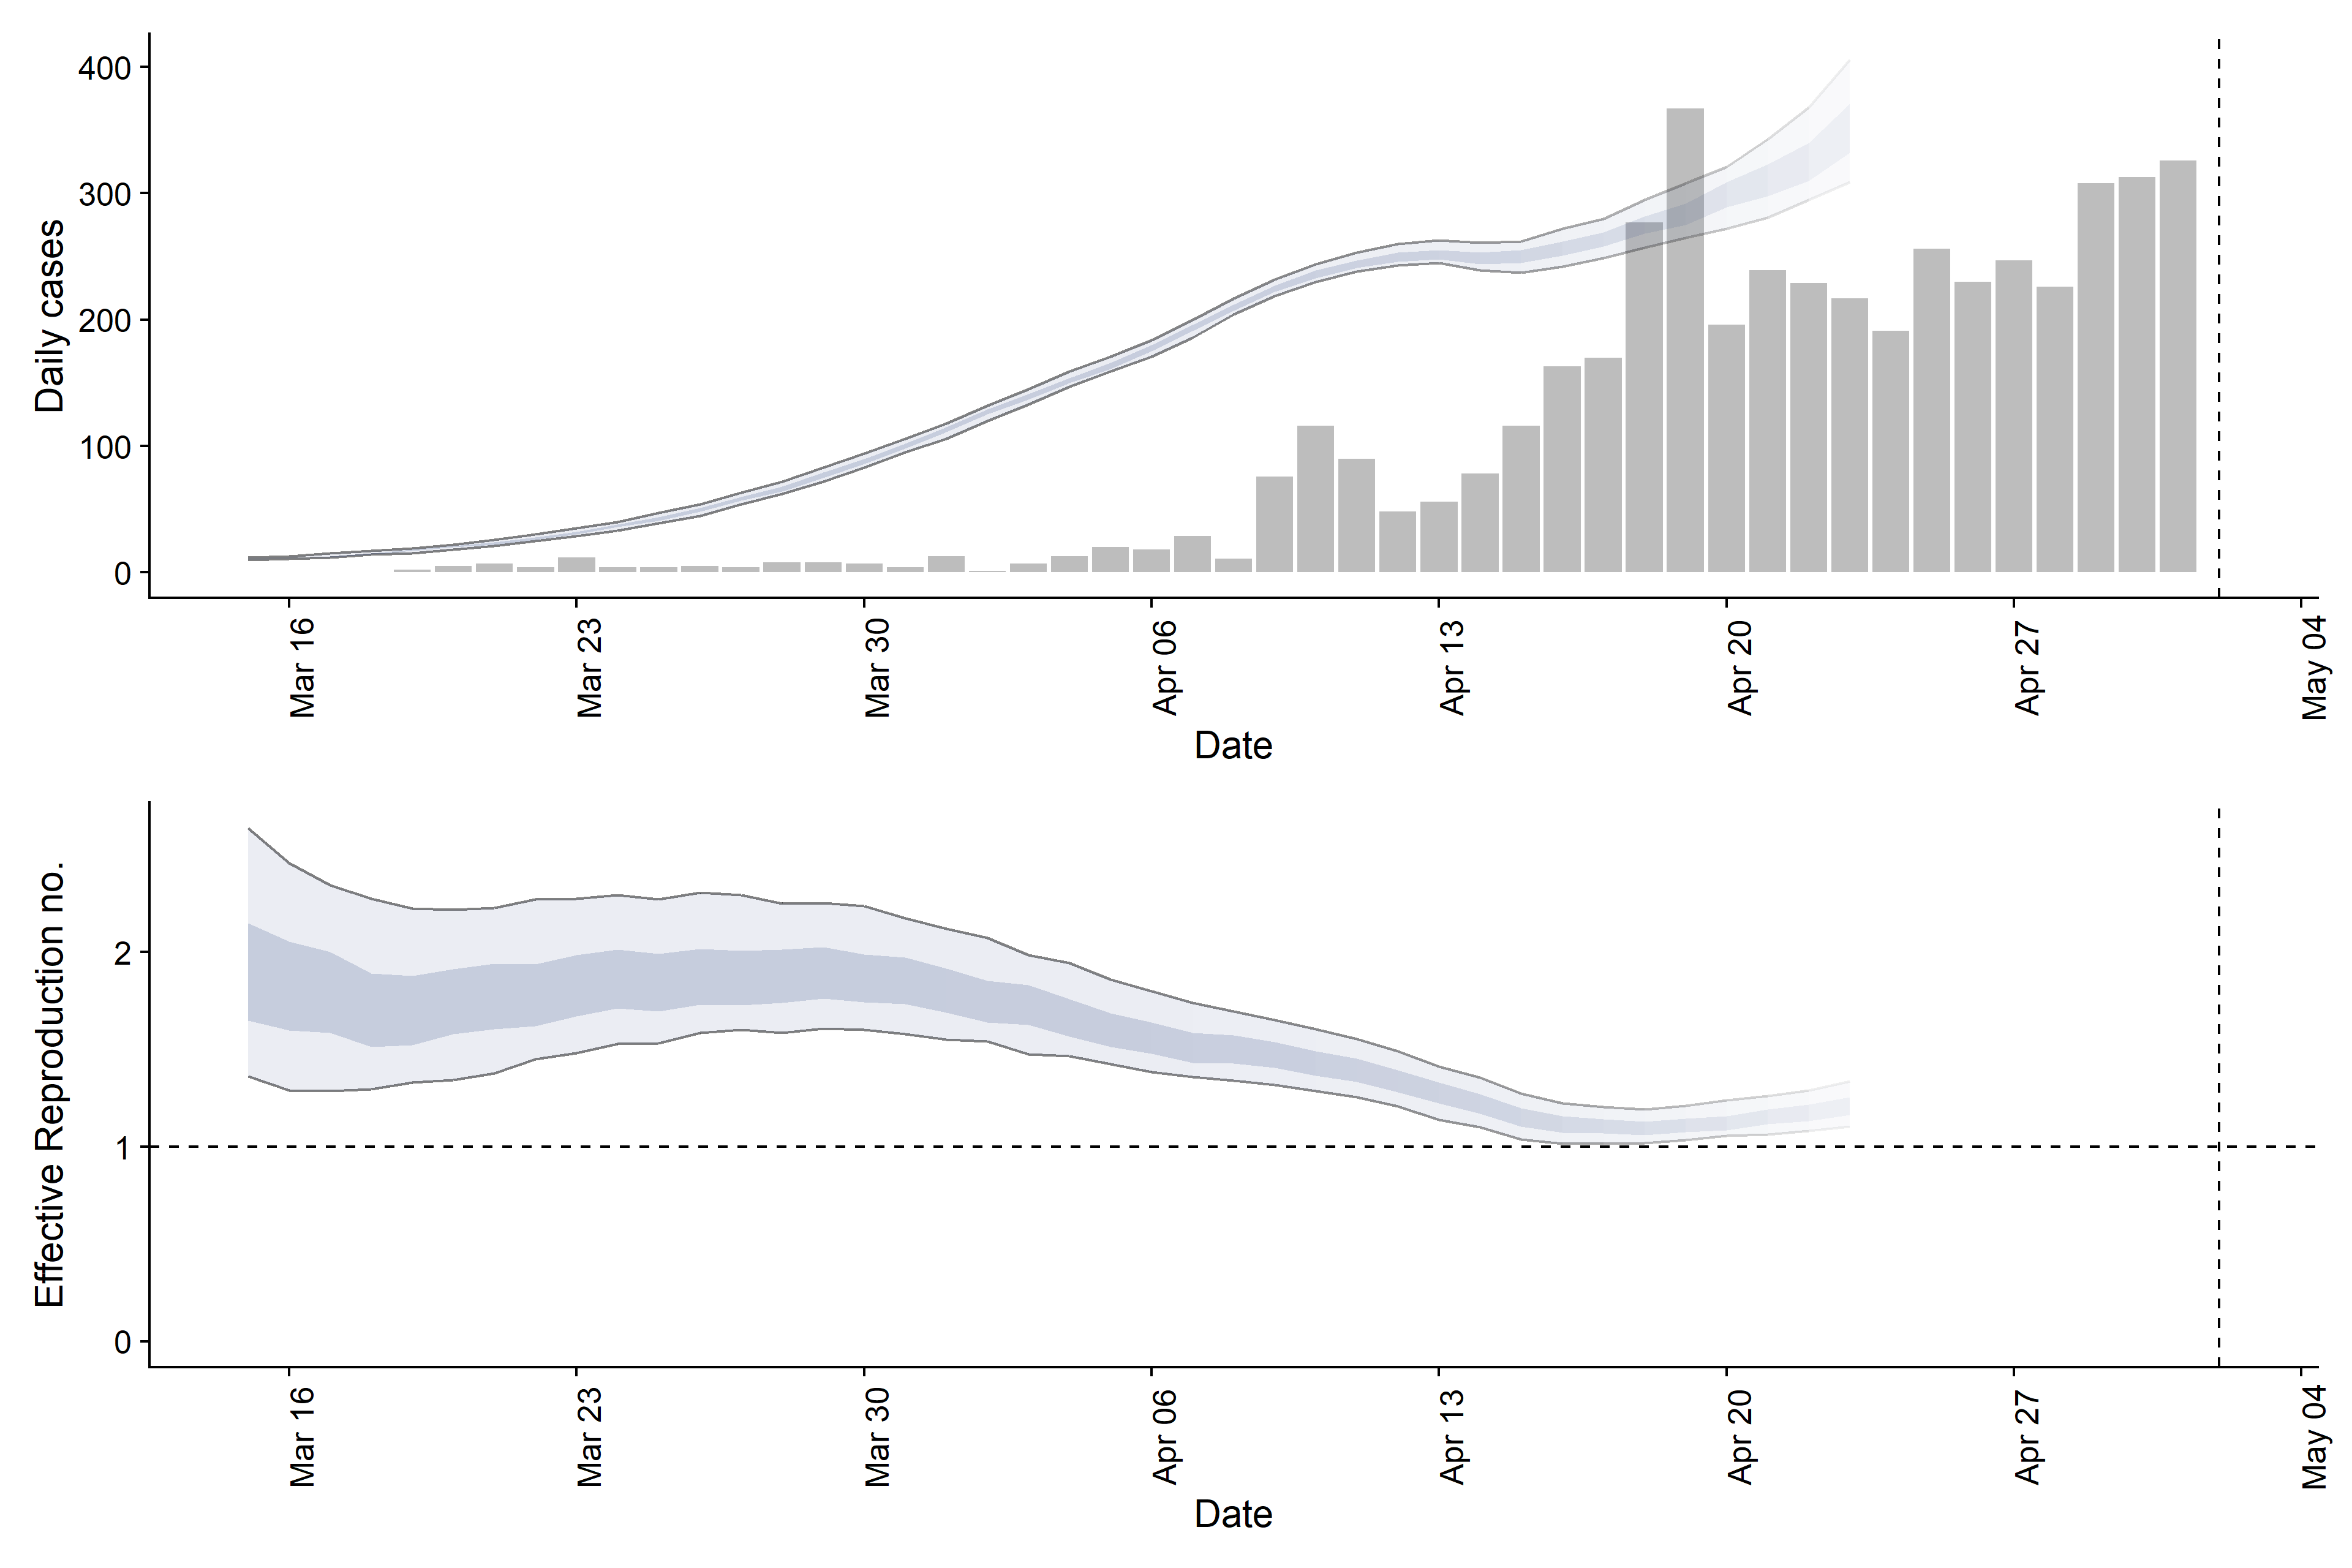 Daily cases
400
300
200
100
0
Mar 16
Mar 23
Mar 30
Apr 06
Apr 13
Apr 20
Apr 27
May 04
Date
Effective Reproduction no.
2
1
0
Mar 16
Mar 23
Mar 30
Apr 06
Apr 13
Apr 20
Apr 27
May 04
Date